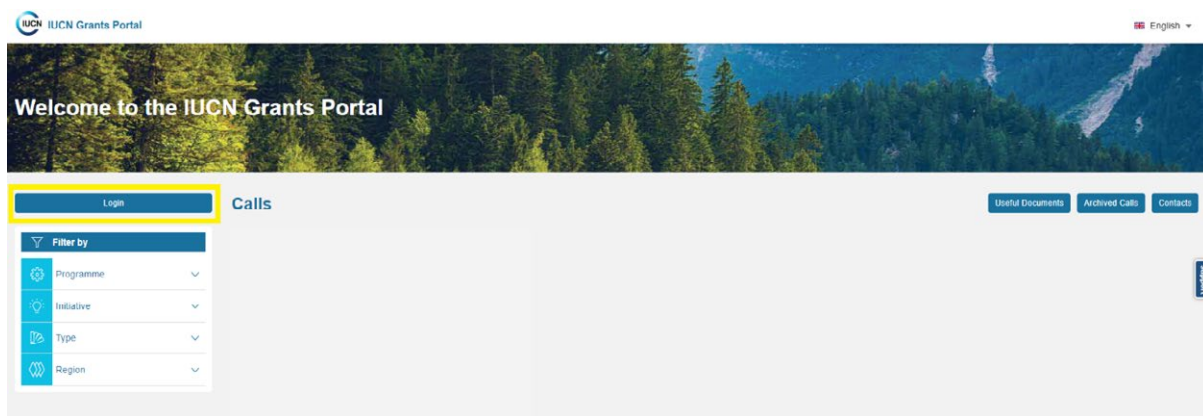 IUCN IUCN Grants Portal
English
Welcome to the IUCN Grants Portal
Login
Calls
Useful Documents
Archived Calls
Contacts
Filter by
Programme
Initiative
Type
Region